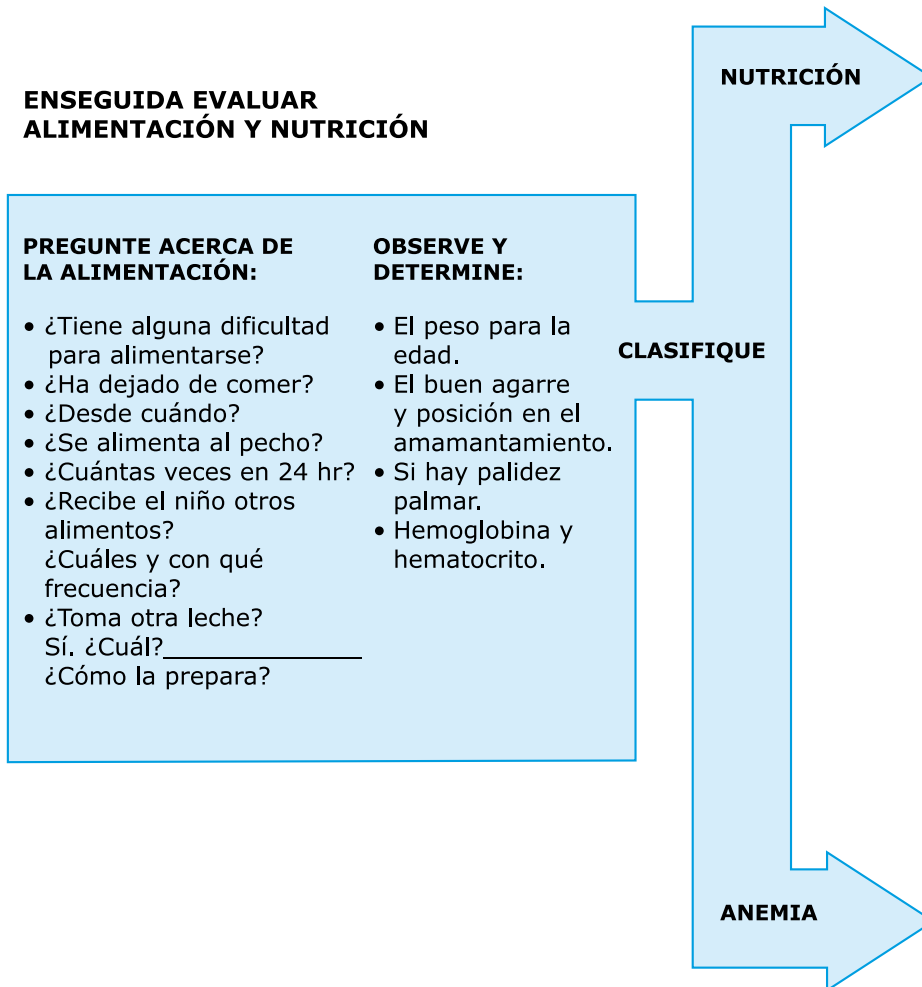 ENSEGUIDA EVALUAR
ALIMENTACIÓN Y NUTRICIÓN
PREGUNTE ACERCA DE
LA ALIMENTACIÓN:
• ¿Tiene alguna dificultad
para alimentarse?
• ¿Ha dejado de comer?
• ¿Desde cuándo?
• ¿Se alimenta al pecho?
• ¿Cuántas veces en 24 hr?
• ¿Recibe el niño otros
alimentos?
¿Cuáles y con qué
frecuencia?
• ¿Toma otra leche?
Sí. ¿Cuál?______________
¿Cómo la prepara?
OBSERVE Y
DETERMINE:
• El peso para la
edad.
• El buen agarre
y posición en el
amamantamiento.
• Si hay palidez
palmar.
• Hemoglobina y
hematocrito.
CLASIFIQUE
NUTRICIÓN
ANEMIA